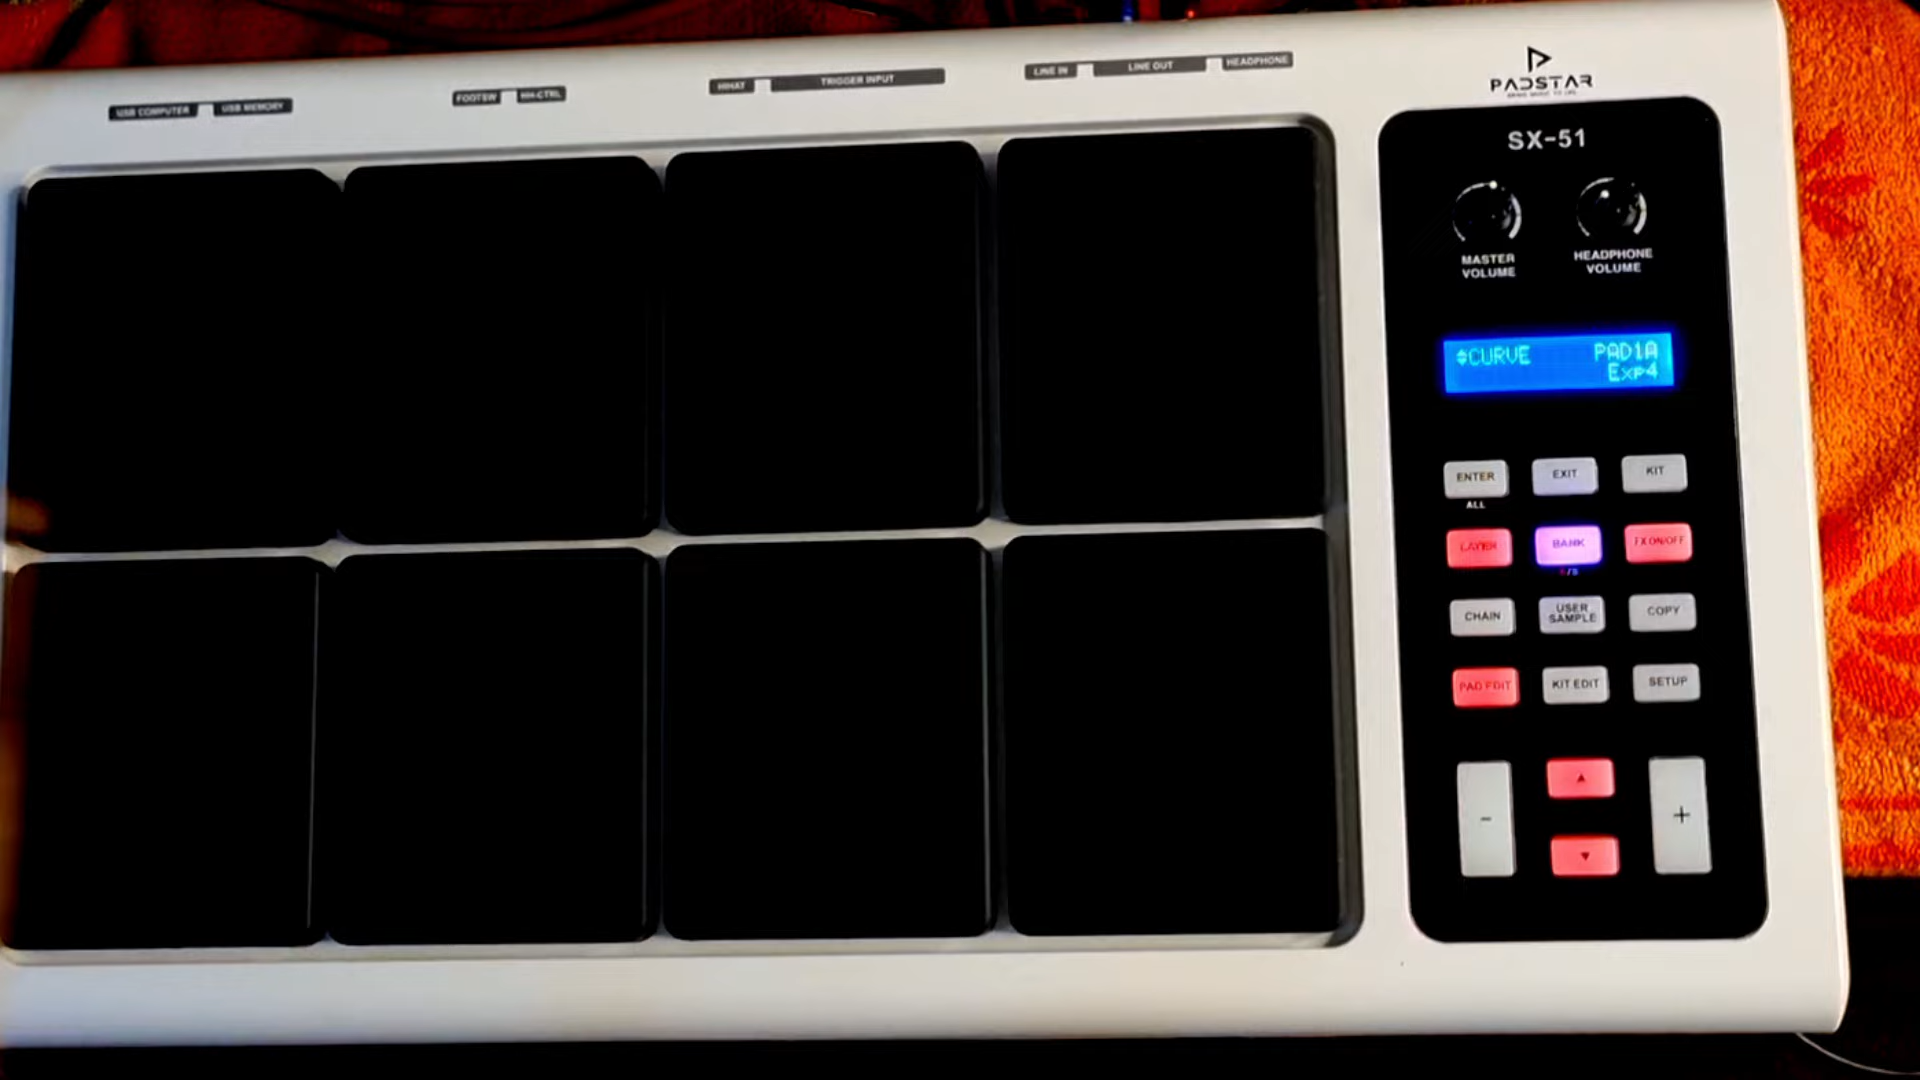 USB COMPUTER USB MEMORY
FOOTSW HH-CTRL
HIHAT TRIGGER INPUT
LINE IN LINE OUT HEADPHONE
PADSTAR
SX-51
MASTER VOLUME
HEADPHONE VOLUME
CURVE PAD1A
Exp4
ENTER EXIT KIT
ALL
LAYER BANK FX ON/OFF
CHAIN USER SAMPLE COPY
PAD EDIT KIT EDIT SETUP
- +